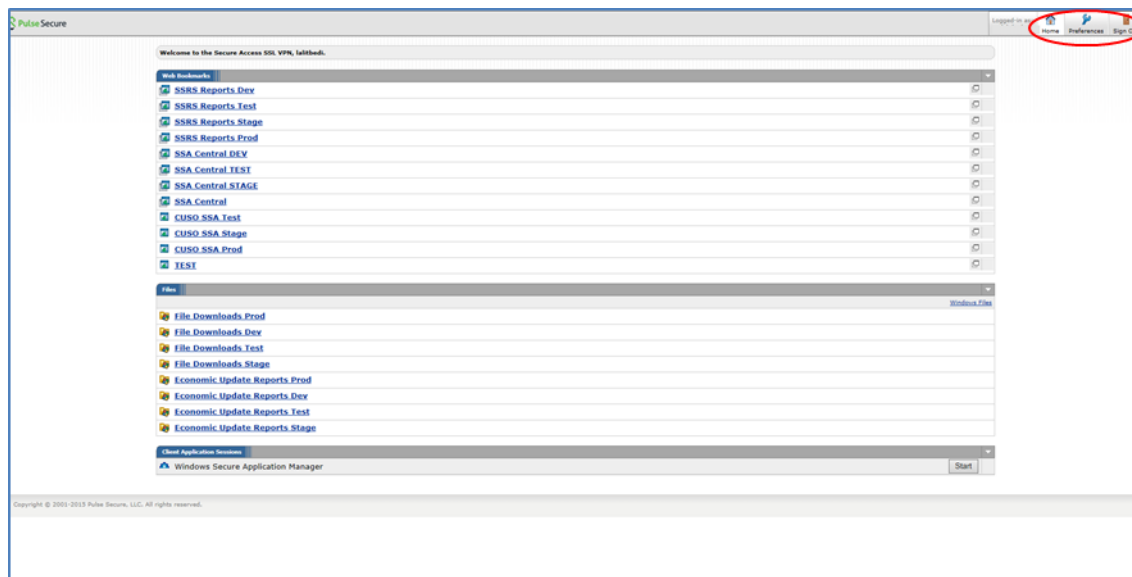 Pulse Secure
Logged-in as
Home Preferences Sign O
Welcome to the Secure Access SSL VPN, lalitbedi.
Web Bookmarks
SSRS Reports Dev
SSRS Reports Test
SSRS Reports Stage
SSRS Reports Prod
SSA Central DEV
SSA Central TEST
SSA Central STAGE
SSA Central
CUSO SSA Test
CUSO SSA Stage
CUSO SSA Prod
TEST
Files
Windows Files
File Downloads Prod
File Downloads Dev
File Downloads Test
File Downloads Stage
Economic Update Reports Prod
Economic Update Reports Dev
Economic Update Reports Test
Economic Update Reports Stage
Client Application Sessions
Windows Secure Application Manager Start
Copyright © 2001-2015 Pulse Secure, LLC. All rights reserved.